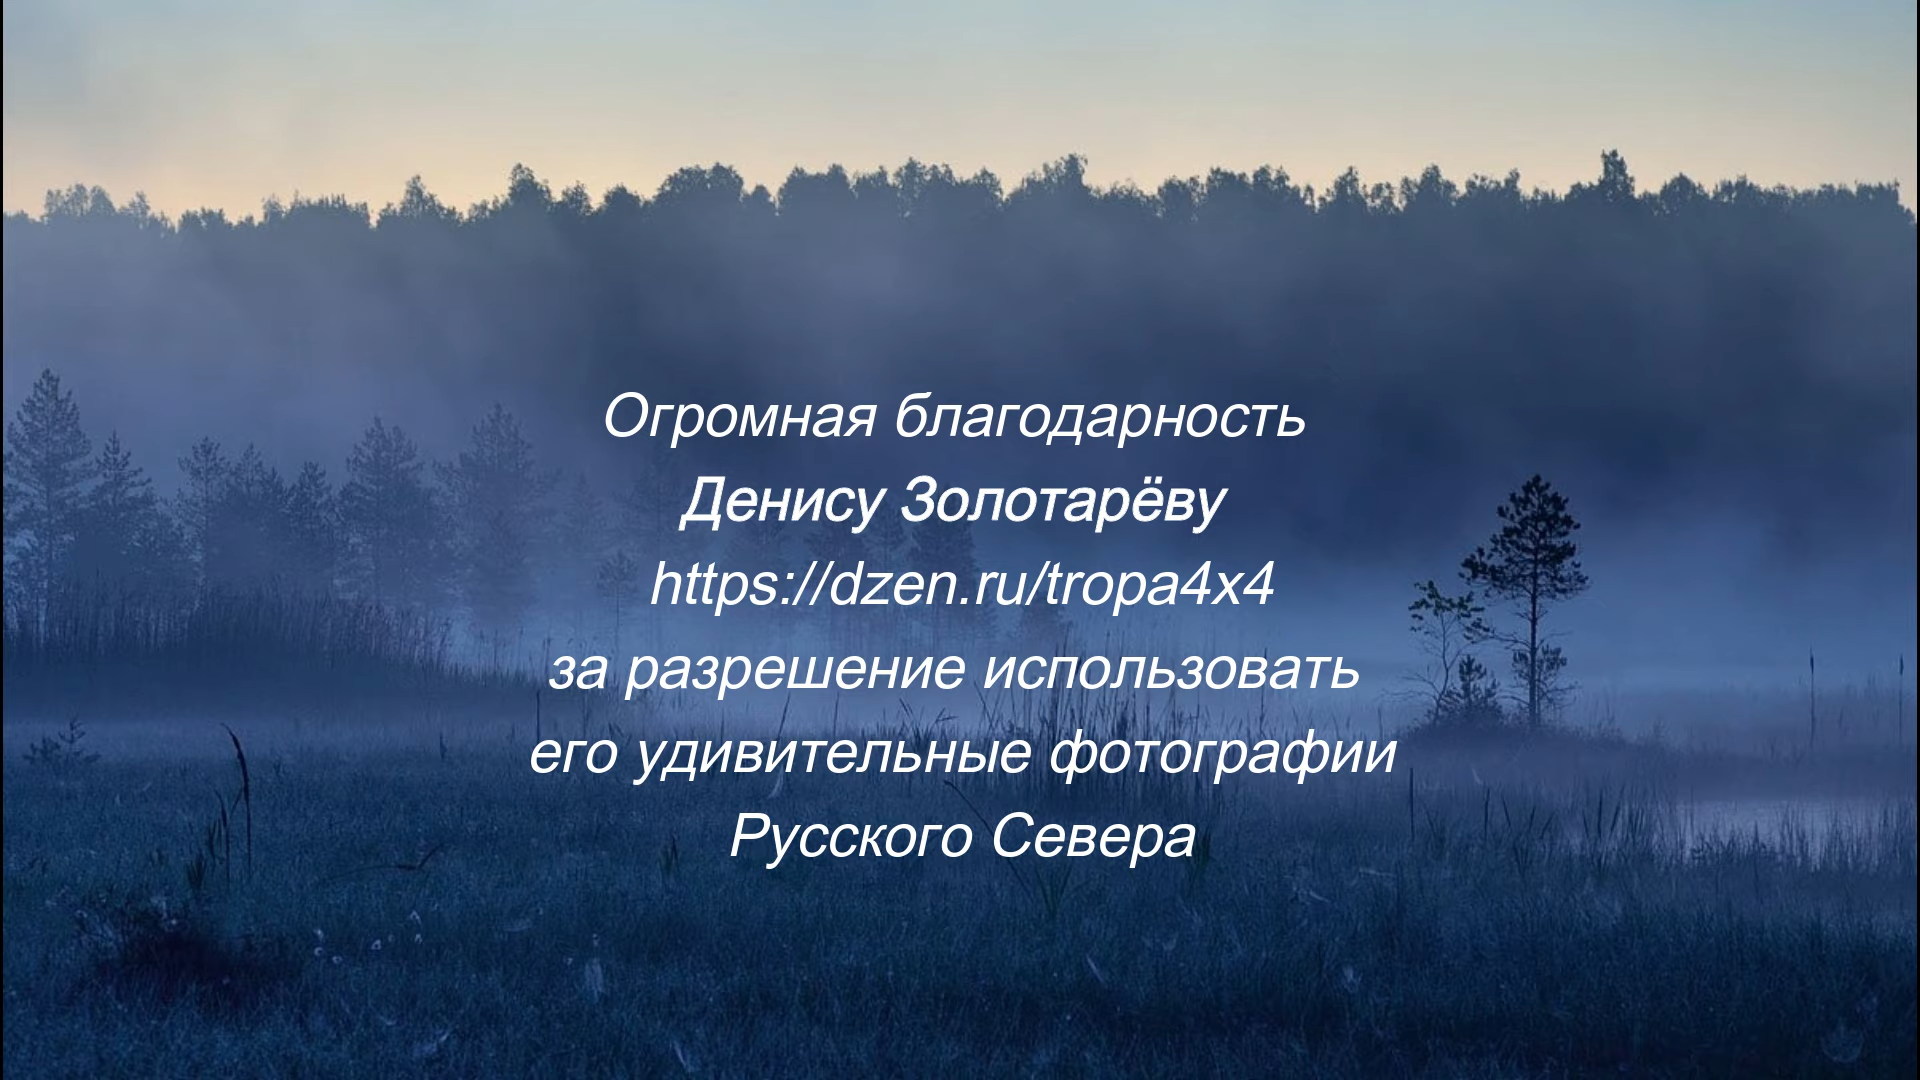 Огромная благодарность
Денису Золотарёву
https://dzen.ru/tropa4x4
за разрешение использовать
его удивительные фотографии
Русского Севера